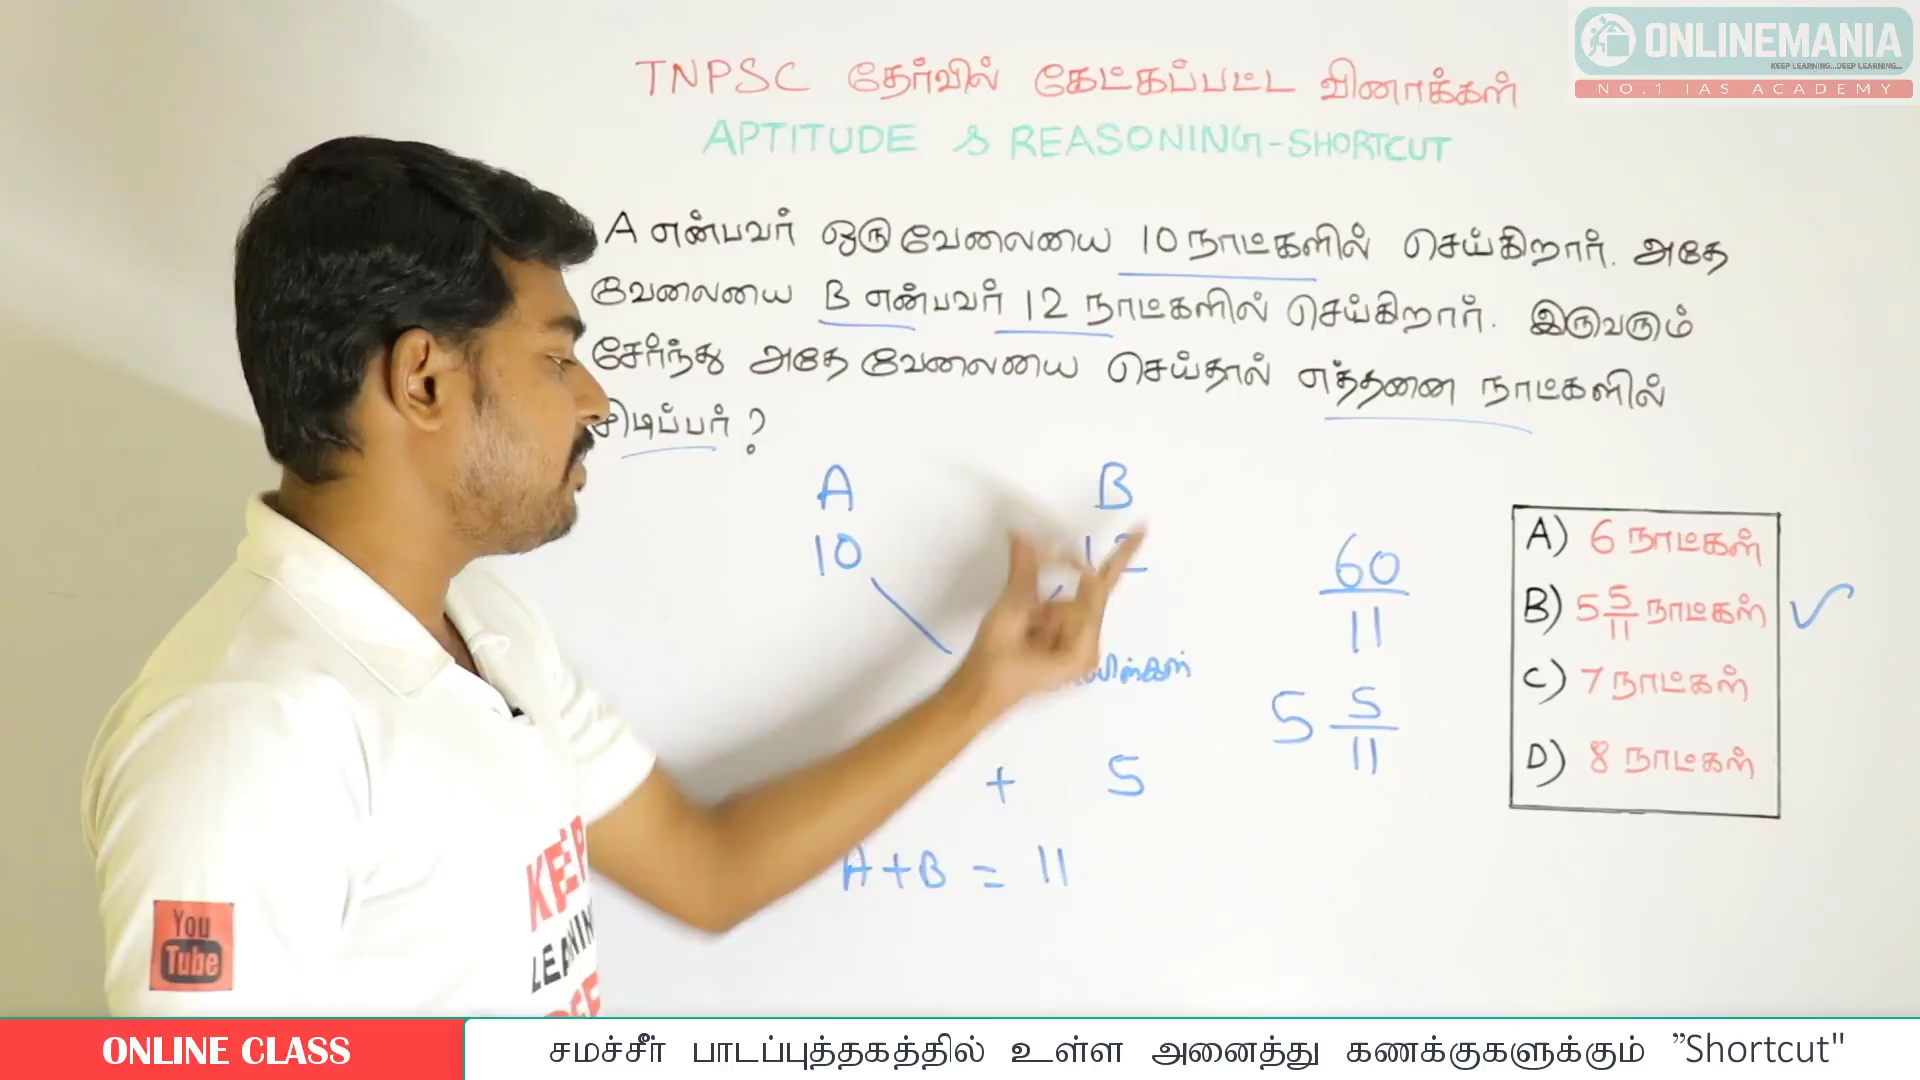 ONLINEMANIA
KEEP LEARNING...DEEP LEARNING...
NO.1 IAS ACADEMY
TNPSC தேர்வில் கேட்கப்பட்ட வினாக்கள்
APTITUDE & REASONING-SHORTCUT
A என்பவர் ஒரு வேலையை 10 நாட்களில் செய்கிறார். அதே
வேலையை B என்பவர் 12 நாட்களில் செய்கிறார். இருவரும்
சேர்ந்து அதே வேலையை செய்தால் எத்தனை நாட்களில்
முடிப்பர் ?
A B
10 12
60/11
5 5/11
+ 5
A+B = 11
A) 6 நாட்கள்
B) 5 5/11 நாட்கள்
C) 7 நாட்கள்
D) 8 நாட்கள்
You
Tube
KEEP
ONLINE CLASS
சமச்சீர் பாடப்புத்தகத்தில் உள்ள அனைத்து கணக்குகளுக்கும் ”Shortcut"